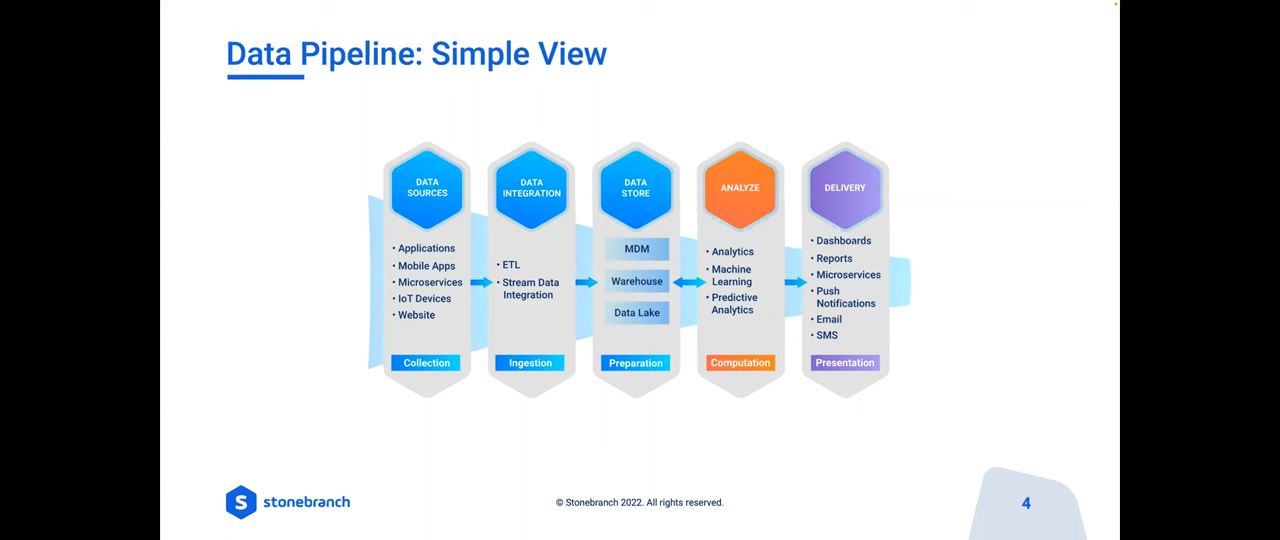 Data Pipeline: Simple View
DATA
SOURCES
• Applications
• Mobile Apps
• Microservices
• IoT Devices
• Website
Collection
DATA
INTEGRATION
• ETL
• Stream Data
Integration
Ingestion
DATA
STORE
MDM
Warehouse
Data Lake
Preparation
ANALYZE
• Analytics
• Machine
Learning
• Predictive
Analytics
Computation
DELIVERY
• Dashboards
• Reports
• Microservices
• Push
Notifications
• Email
• SMS
Presentation
S stonebranch
© Stonebranch 2022. All rights reserved.
4